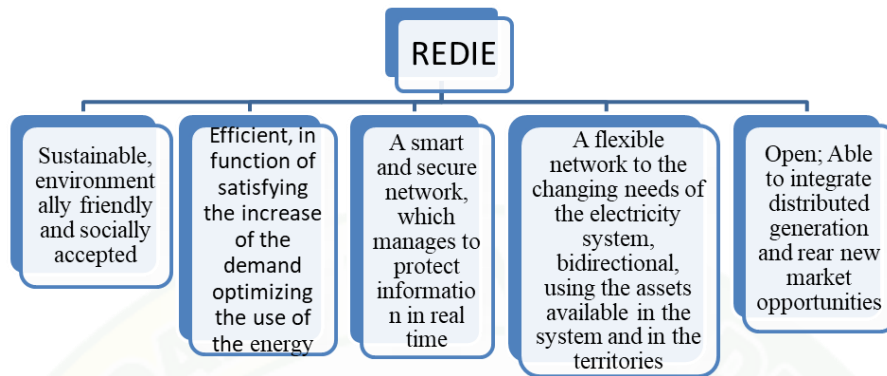 REDIE
Sustainable,
environment
ally friendly
and socially
accepted
Efficient, in
function of
satisfying
the increase
of the
demand
optimizing
the use of
the energy
A smart
and secure
network,
which
manages to
protect
informatio
n in real
time
A flexible
network to the
changing needs of
the electricity
system,
bidirectional,
using the assets
available in the
system and in the
territories
Open; Able
to integrate
distributed
generation
and rear new
market
opportunities